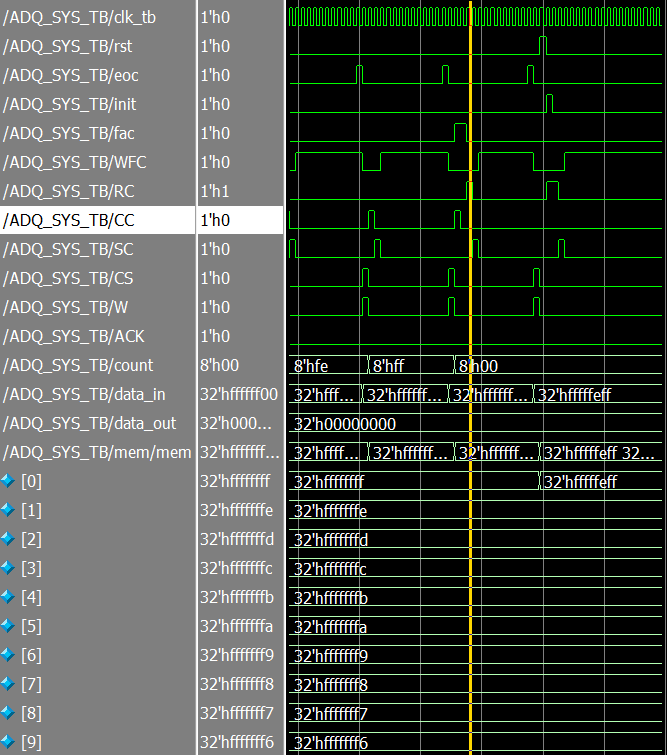 /ADQ_SYS_TB/clk_tb 1'h0
/ADQ_SYS_TB/rst 1'h0
/ADQ_SYS_TB/eoc 1'h0
/ADQ_SYS_TB/init 1'h0
/ADQ_SYS_TB/fac 1'h0
/ADQ_SYS_TB/WFC 1'h0
/ADQ_SYS_TB/RC 1'h1
/ADQ_SYS_TB/CC 1'h0
/ADQ_SYS_TB/SC 1'h0
/ADQ_SYS_TB/CS 1'h0
/ADQ_SYS_TB/W 1'h0
/ADQ_SYS_TB/ACK 1'h0
/ADQ_SYS_TB/count 8'h00 8'hfe 8'hff 8'h00
/ADQ_SYS_TB/data_in 32'hffffff00 32'hfff... 32'hffffff... 32'hffffff... 32'hfffffeff
/ADQ_SYS_TB/data_out 32'h000... 32'h00000000
/ADQ_SYS_TB/mem/mem 32'hfffffff... 32'hffff... 32'hffffff... 32'hffffff... 32'hfffffeff 32...
[0] 32'hffffffff 32'hffffffff 32'hfffffeff
[1] 32'hfffffffe 32'hfffffffe
[2] 32'hfffffffd 32'hfffffffd
[3] 32'hfffffffc 32'hfffffffc
[4] 32'hfffffffb 32'hfffffffb
[5] 32'hfffffffa 32'hfffffffa
[6] 32'hfffffff9 32'hfffffff9
[7] 32'hfffffff8 32'hfffffff8
[8] 32'hfffffff7 32'hfffffff7
[9] 32'hfffffff6 32'hfffffff6